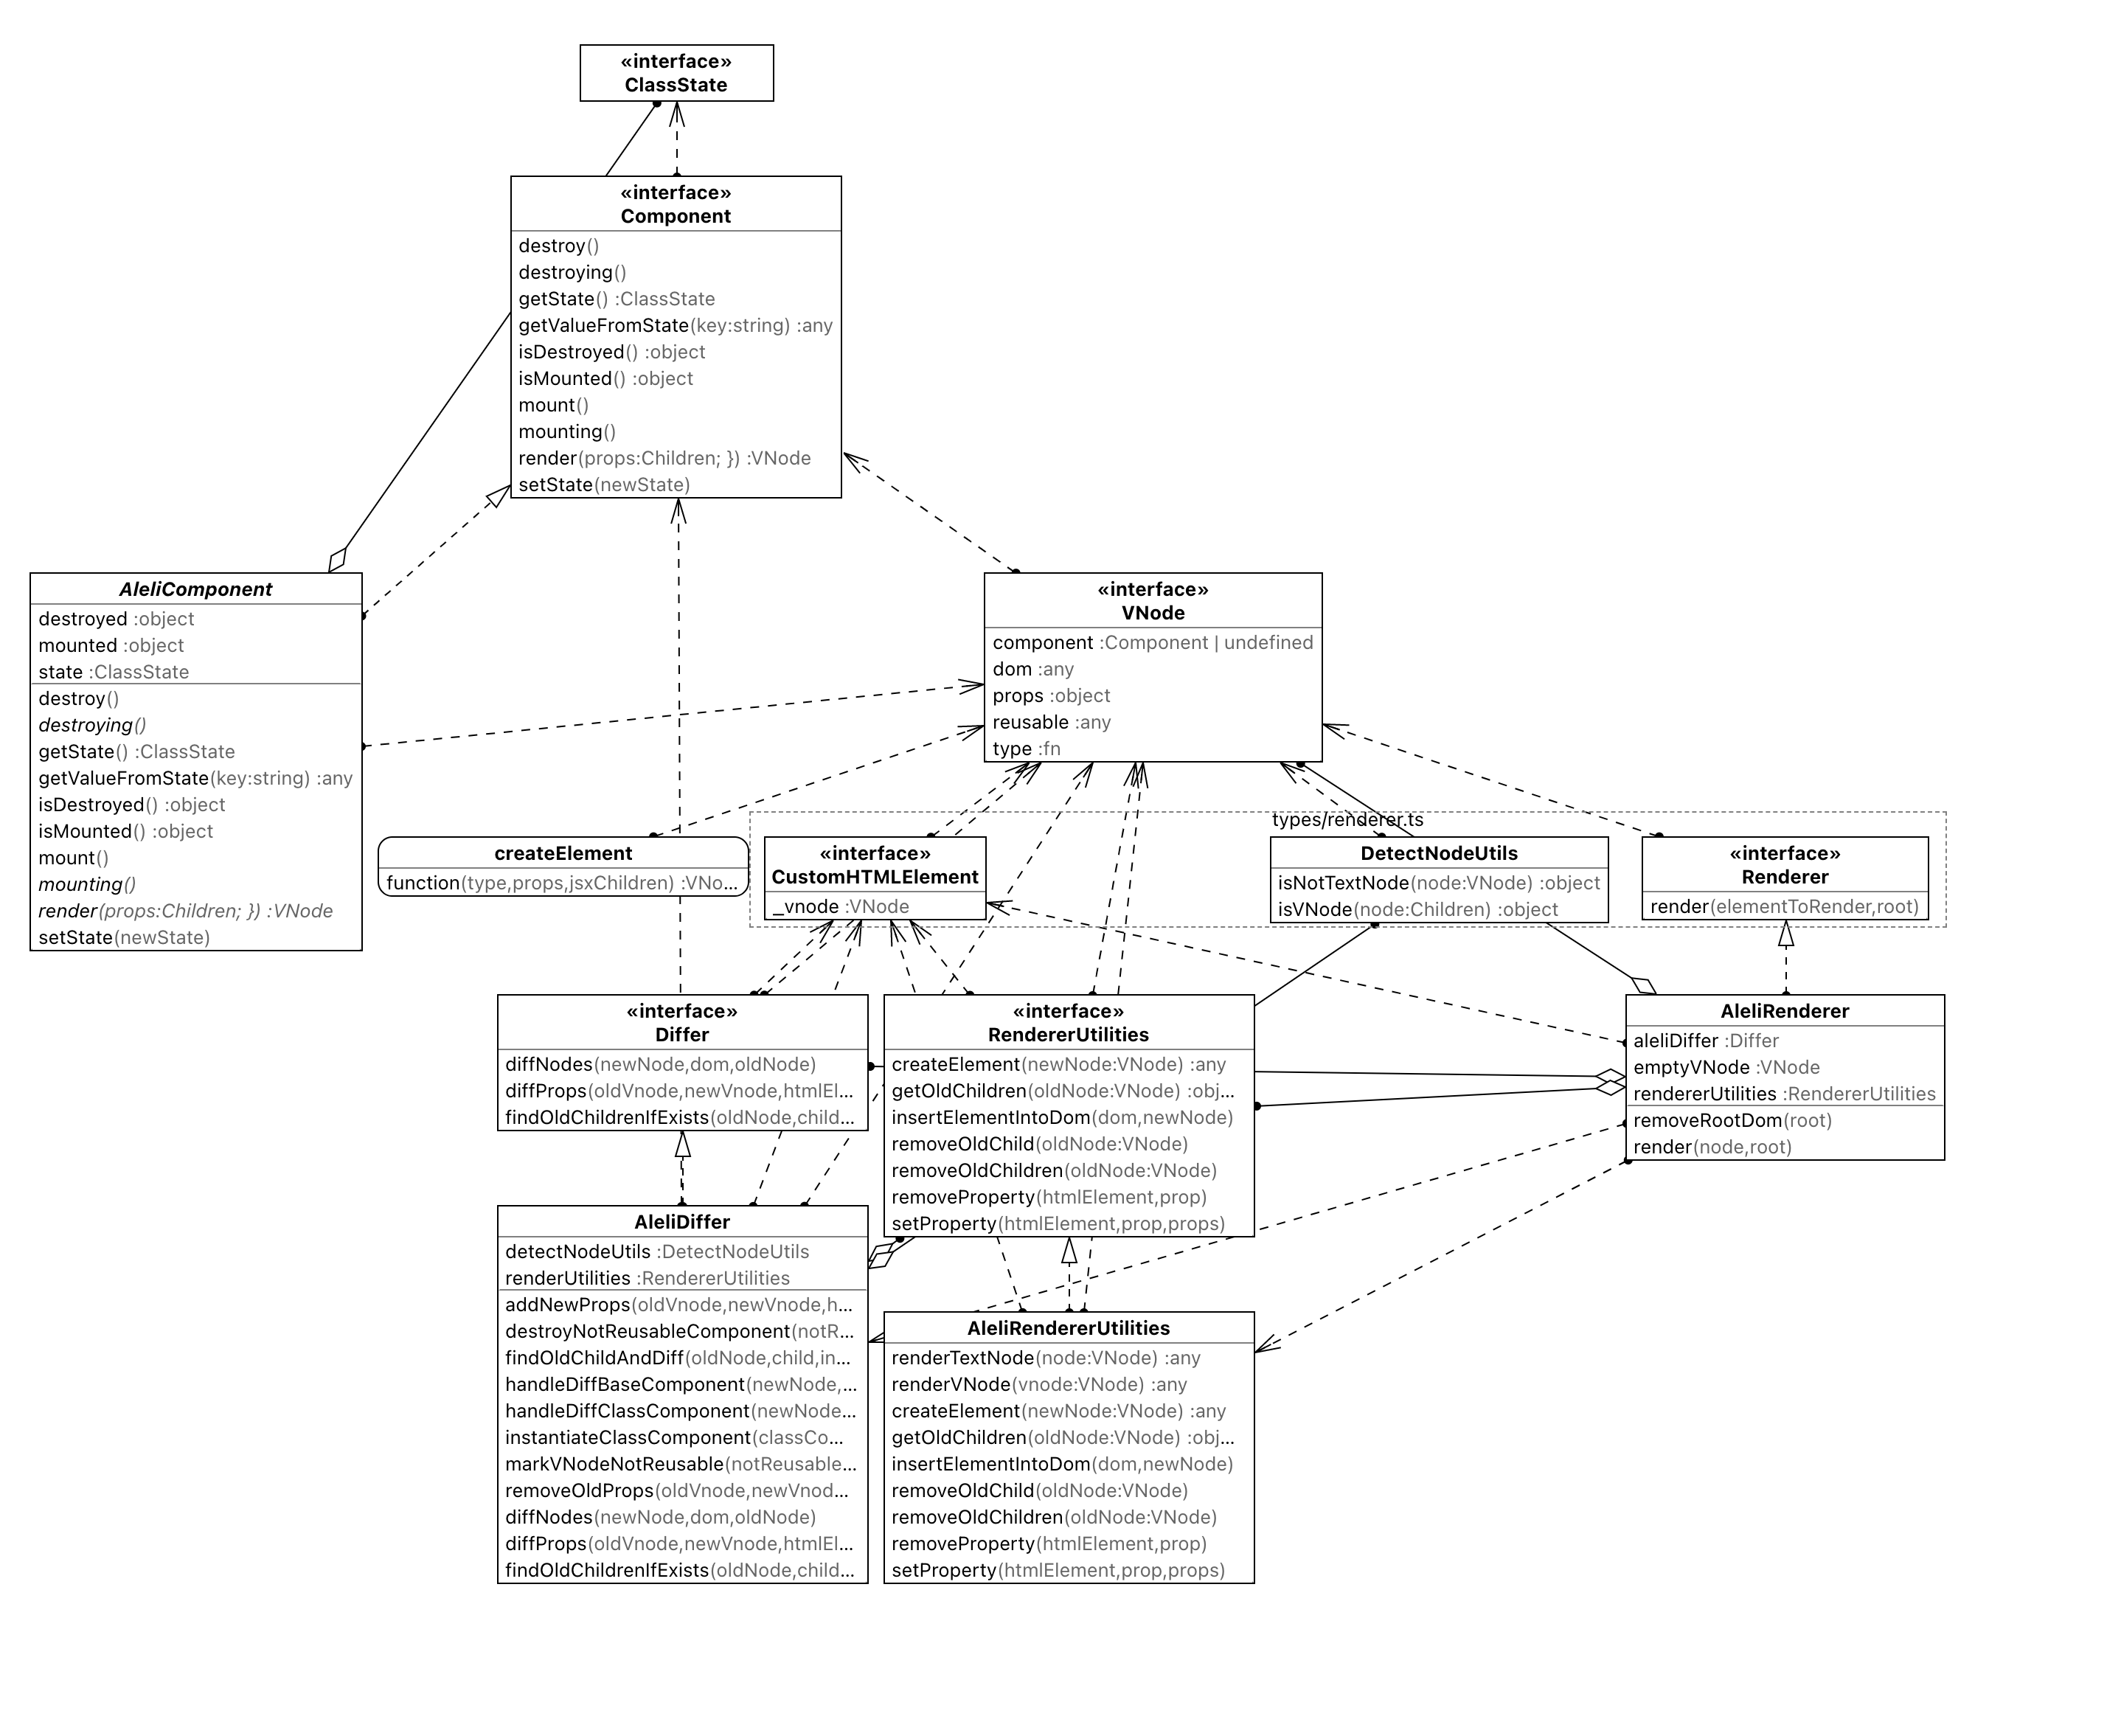 «interface»
ClassState
«interface»
Component
destroy()
destroying()
getState() :ClassState
getValueFromState(key:string) :any
isDestroyed() :object
isMounted() :object
mount()
mounting()
render(props:Children; }) :VNode
setState(newState)
AleliComponent
destroyed :object
mounted :object
state :ClassState
destroy()
destroying()
getState() :ClassState
getValueFromState(key:string) :any
isDestroyed() :object
isMounted() :object
mount()
mounting()
render(props:Children; }) :VNode
setState(newState)
«interface»
VNode
component :Component | undefined
dom :any
props :object
reusable :any
type :fn
createElement
function(type,props,jsxChildren) :VNo...
types/renderer.ts
«interface»
CustomHTMLElement
_vnode :VNode
DetectNodeUtils
isNotTextNode(node:VNode) :object
isVNode(node:Children) :object
«interface»
Renderer
render(elementToRender,root)
«interface»
Differ
diffNodes(newNode,dom,oldNode)
diffProps(oldVnode,newVnode,htmlEl...
findOldChildrenIfExists(oldNode,child...
«interface»
RendererUtilities
createElement(newNode:VNode) :any
getOldChildren(oldNode:VNode) :obj...
insertElementIntoDom(dom,newNode)
removeOldChild(oldNode:VNode)
removeOldChildren(oldNode:VNode)
removeProperty(htmlElement,prop)
setProperty(htmlElement,prop,props)
AleliRenderer
aleliDiffer :Differ
emptyVNode :VNode
rendererUtilities :RendererUtilities
removeRootDom(root)
render(node,root)
AleliDiffer
detectNodeUtils :DetectNodeUtils
renderUtilities :RendererUtilities
addNewProps(oldVnode,newVnode,h...
destroyNotReusableComponent(notR...
findOldChildAndDiff(oldNode,child,in...
handleDiffBaseComponent(newNode,...
handleDiffClassComponent(newNode...
instantiateClassComponent(classCo...
markVNodeNotReusable(notReusable...
removeOldProps(oldVnode,newVnod...
diffNodes(newNode,dom,oldNode)
diffProps(oldVnode,newVnode,htmlEl...
findOldChildrenIfExists(oldNode,child...
AleliRendererUtilities
renderTextNode(node:VNode) :any
renderVNode(vnode:VNode) :any
createElement(newNode:VNode) :any
getOldChildren(oldNode:VNode) :obj...
insertElementIntoDom(dom,newNode)
removeOldChild(oldNode:VNode)
removeOldChildren(oldNode:VNode)
removeProperty(htmlElement,prop)
setProperty(htmlElement,prop,props)